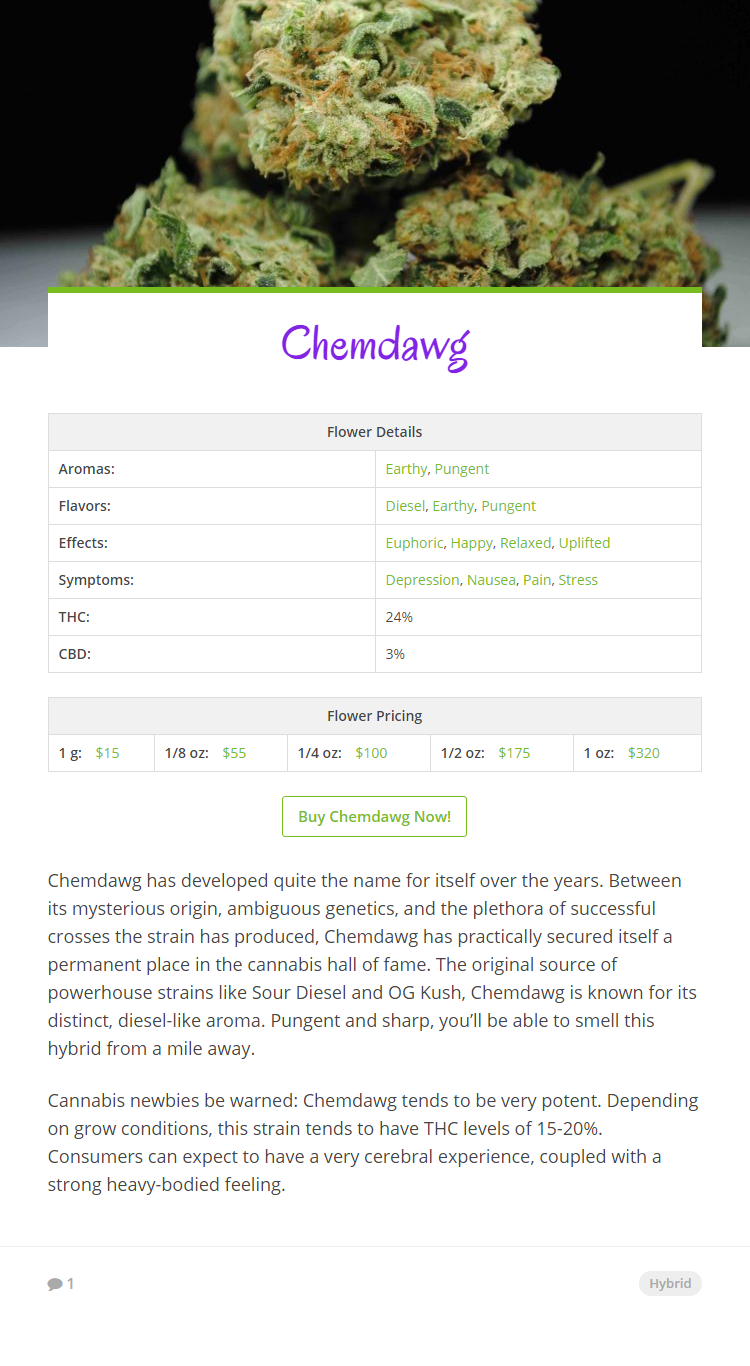 Chemdawg
Flower Details
Aromas: Earthy, Pungent
Flavors: Diesel, Earthy, Pungent
Effects: Euphoric, Happy, Relaxed, Uplifted
Symptoms: Depression, Nausea, Pain, Stress
THC: 24%
CBD: 3%
Flower Pricing
1 g: $15 1/8 oz: $55 1/4 oz: $100 1/2 oz: $175 1 oz: $320
Buy Chemdawg Now!
Chemdawg has developed quite the name for itself over the years. Between
its mysterious origin, ambiguous genetics, and the plethora of successful
crosses the strain has produced, Chemdawg has practically secured itself a
permanent place in the cannabis hall of fame. The original source of
powerhouse strains like Sour Diesel and OG Kush, Chemdawg is known for its
distinct, diesel-like aroma. Pungent and sharp, you’ll be able to smell this
hybrid from a mile away.
Cannabis newbies be warned: Chemdawg tends to be very potent. Depending
on grow conditions, this strain tends to have THC levels of 15-20%.
Consumers can expect to have a very cerebral experience, coupled with a
strong heavy-bodied feeling.
1 Hybrid